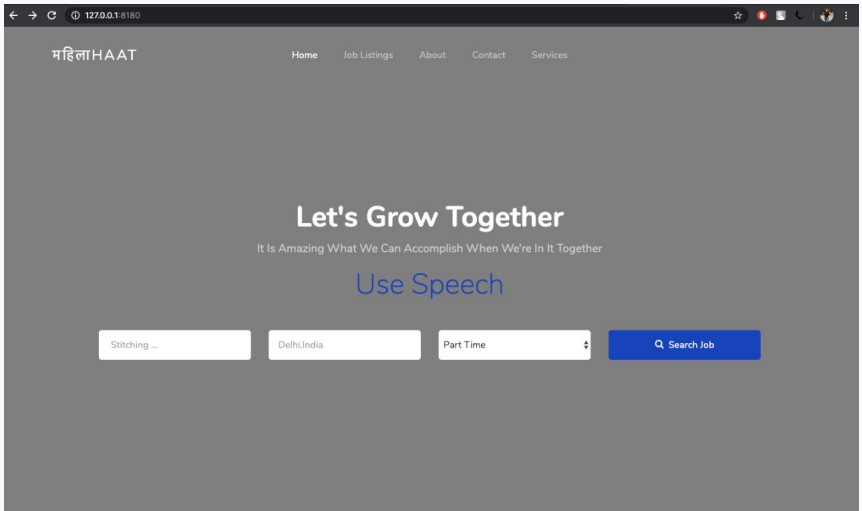 127.0.0.1:8180
महिलाHAAT Home Job Listings About Contact Services
Let's Grow Together
It Is Amazing What We Can Accomplish When We're In It Together
Use Speech
Stitching ... Delhi,India Part Time Search Job